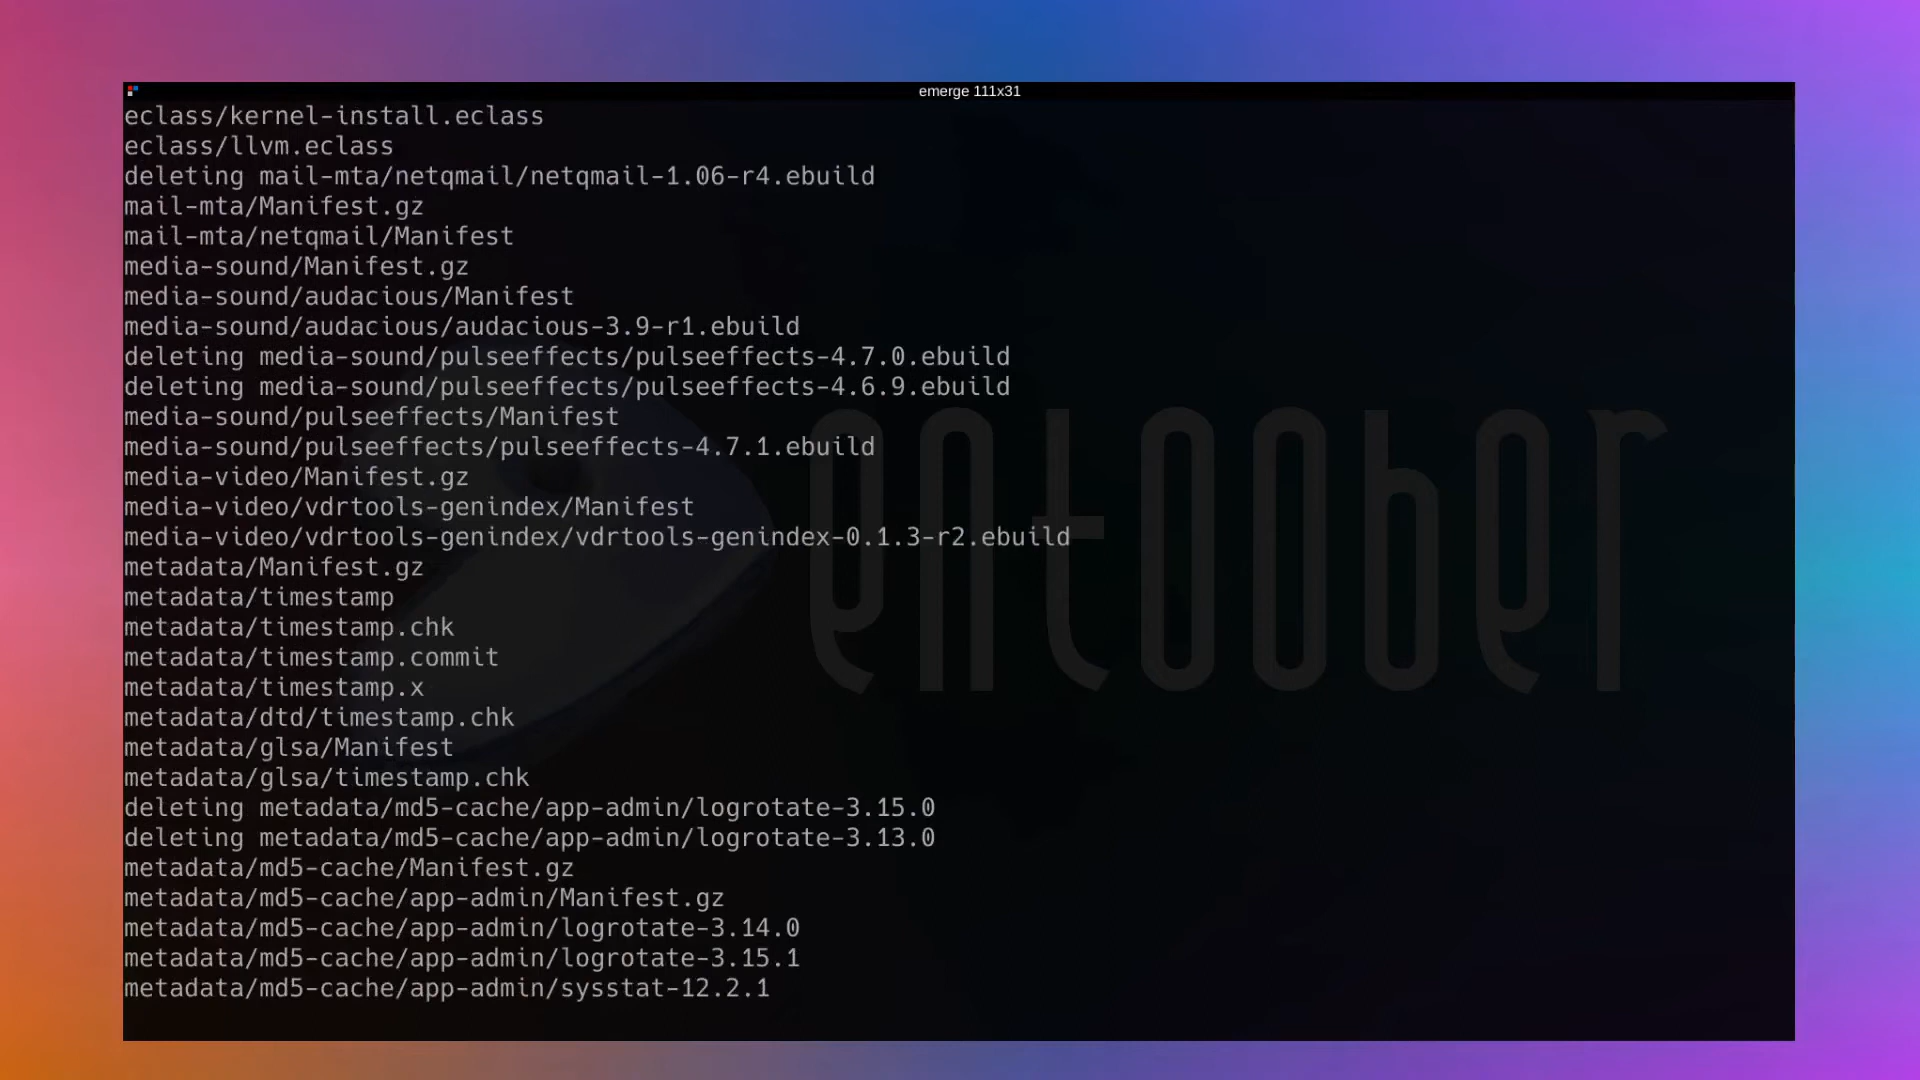 emerge 111x31
eclass/kernel-install.eclass
eclass/llvm.eclass
deleting mail-mta/netqmail/netqmail-1.06-r4.ebuild
mail-mta/Manifest.gz
mail-mta/netqmail/Manifest
media-sound/Manifest.gz
media-sound/audacious/Manifest
media-sound/audacious/audacious-3.9-r1.ebuild
deleting media-sound/pulseeffects/pulseeffects-4.7.0.ebuild
deleting media-sound/pulseeffects/pulseeffects-4.6.9.ebuild
media-sound/pulseeffects/Manifest
media-sound/pulseeffects/pulseeffects-4.7.1.ebuild
media-video/Manifest.gz
media-video/vdrtools-genindex/Manifest
media-video/vdrtools-genindex/vdrtools-genindex-0.1.3-r2.ebuild
metadata/Manifest.gz
metadata/timestamp
metadata/timestamp.chk
metadata/timestamp.commit
metadata/timestamp.x
metadata/dtd/timestamp.chk
metadata/glsa/Manifest
metadata/glsa/timestamp.chk
deleting metadata/md5-cache/app-admin/logrotate-3.15.0
deleting metadata/md5-cache/app-admin/logrotate-3.13.0
metadata/md5-cache/Manifest.gz
metadata/md5-cache/app-admin/Manifest.gz
metadata/md5-cache/app-admin/logrotate-3.14.0
metadata/md5-cache/app-admin/logrotate-3.15.1
metadata/md5-cache/app-admin/sysstat-12.2.1
entoober